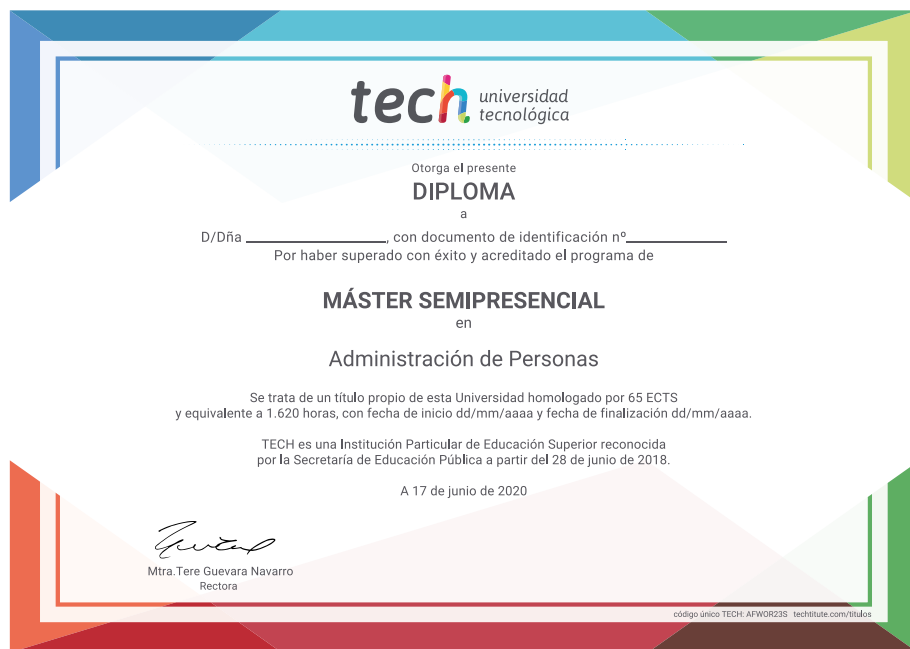 tech universidad
tecnológica
Otorga el presente
DIPLOMA
a
D/Dña ________________, con documento de identificación nº____________
Por haber superado con éxito y acreditado el programa de
MÁSTER SEMIPRESENCIAL
en
Administración de Personas
Se trata de un título propio de esta Universidad homologado por 65 ECTS
y equivalente a 1.620 horas, con fecha de inicio dd/mm/aaaa y fecha de finalización dd/mm/aaaa.
TECH es una Institución Particular de Educación Superior reconocida
por la Secretaría de Educación Pública a partir del 28 de junio de 2018.
A 17 de junio de 2020
Mtra.Tere Guevara Navarro
Rectora
código único TECH: AFWOR23S techtitute.com/titulos